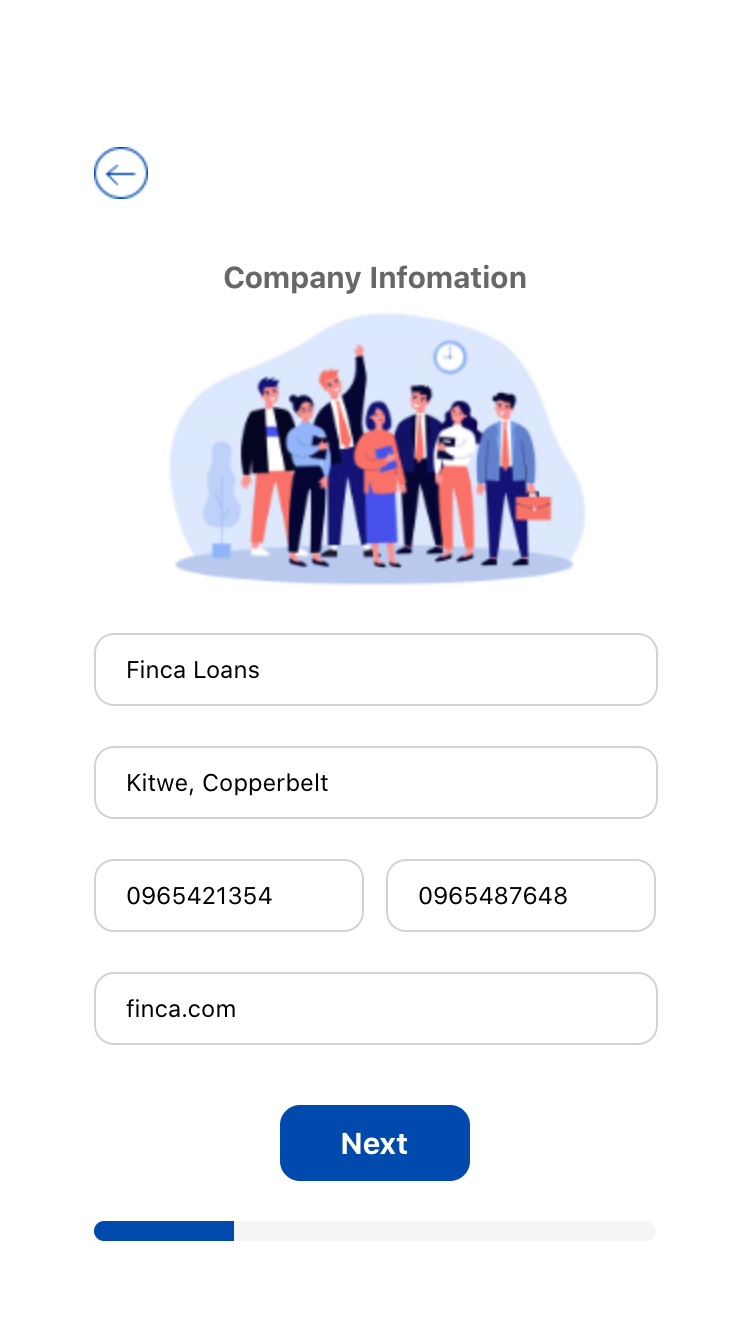 Company Infomation
Finca Loans
Kitwe, Copperbelt
0965421354 0965487648
finca.com
Next